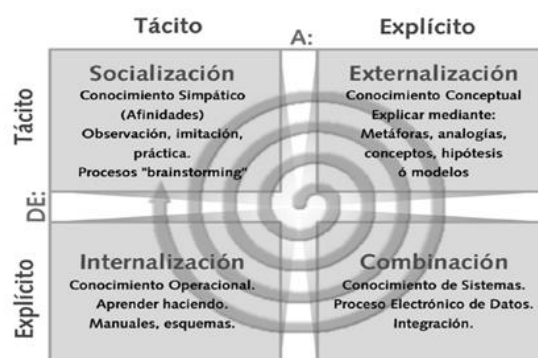 Tácito
A:
Explícito
Tácito
DE:
Explícito
Socialización
Conocimiento Simpático
(Afinidades)
Observación, imitación,
práctica.
Procesos "brainstorming"
Externalización
Conocimiento Conceptual
Explicar mediante:
Metáforas, analogías,
conceptos, hipótesis
ó modelos
Internalización
Conocimiento Operacional.
Aprender haciendo.
Manuales, esquemas.
Combinación
Conocimiento de Sistemas.
Proceso Electrónico de Datos.
Integración.